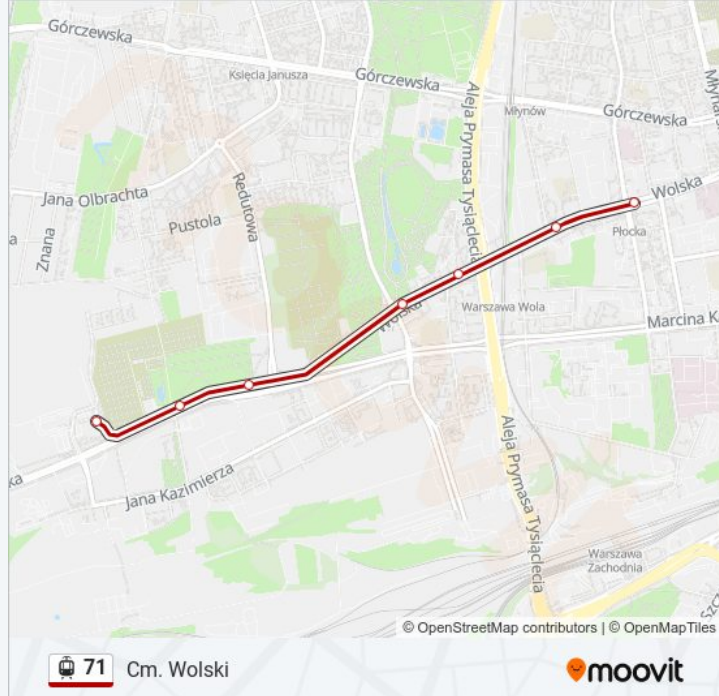 Górczewska
Księcia Janusza
Górczewska
Aleja Prymasa Tysiąclecia
Młynów
Górczewska
Jana Olbrachta
Redutowa
Pustola
Znana
a
Wolska
Płocka
Warszawa Wola
Wolska
Marcina K
Jana Kazimierza
ka
Aleja Prymasa Tysiąclecia
Warszawa
Zachodnia
© OpenStreetMap contributors | © OpenMapTiles
71 Cm. Wolski
moovit